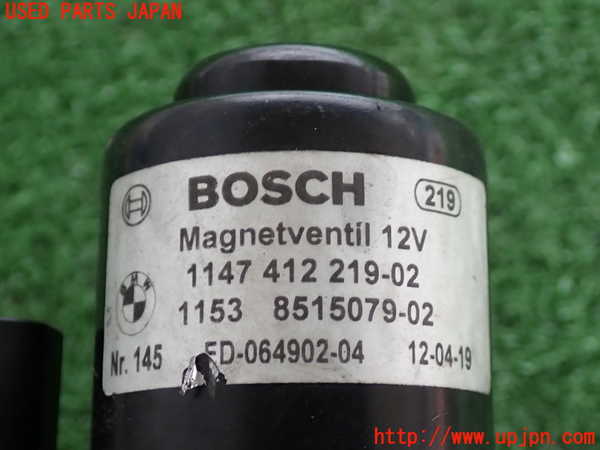 USED PARTS JAPAN
BOSCH
219
Magnetventil 12V
1147 412 219-02
BMW
1153 8515079-02
Nr. 145 ED-064902-04 12-04-19
http://www.upjpn.com/